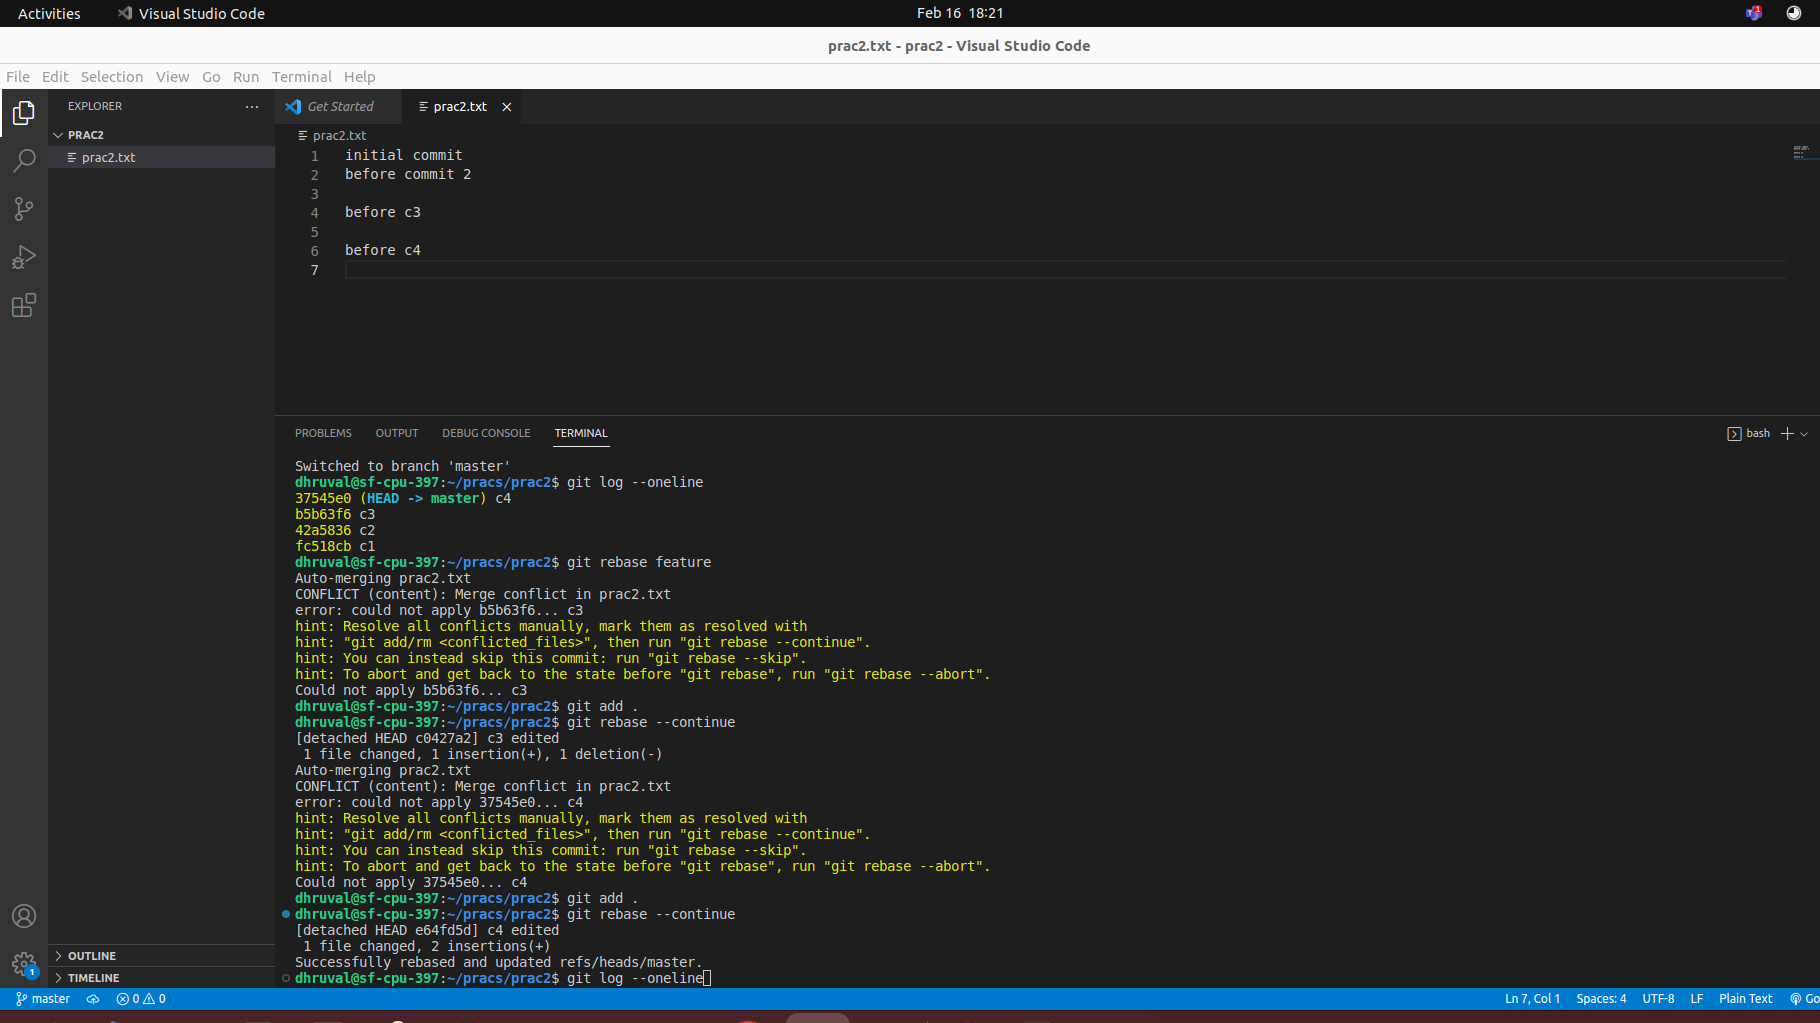 Activities Visual Studio Code Feb 16 18:21 1
prac2.txt - prac2 - Visual Studio Code
File Edit Selection View Go Run Terminal Help
EXPLORER ... Get Started prac2.txt
PRAC2 prac2.txt
prac2.txt
1 initial commit
2 before commit 2
3
4 before c3
5
6 before c4
7
PROBLEMS OUTPUT DEBUG CONSOLE TERMINAL bash
Switched to branch 'master'
dhruval@sf-cpu-397:~/pracs/prac2$ git log --oneline
37545e0 (HEAD -> master) c4
b5b63f6 c3
42a5836 c2
fc518cb c1
dhruval@sf-cpu-397:~/pracs/prac2$ git rebase feature
Auto-merging prac2.txt
CONFLICT (content): Merge conflict in prac2.txt
error: could not apply b5b63f6... c3
hint: Resolve all conflicts manually, mark them as resolved with
hint: "git add/rm <conflicted_files>", then run "git rebase --continue".
hint: You can instead skip this commit: run "git rebase --skip".
hint: To abort and get back to the state before "git rebase", run "git rebase --abort".
Could not apply b5b63f6... c3
dhruval@sf-cpu-397:~/pracs/prac2$ git add .
dhruval@sf-cpu-397:~/pracs/prac2$ git rebase --continue
[detached HEAD c0427a2] c3 edited
1 file changed, 1 insertion(+), 1 deletion(-)
Auto-merging prac2.txt
CONFLICT (content): Merge conflict in prac2.txt
error: could not apply 37545e0... c4
hint: Resolve all conflicts manually, mark them as resolved with
hint: "git add/rm <conflicted_files>", then run "git rebase --continue".
hint: You can instead skip this commit: run "git rebase --skip".
hint: To abort and get back to the state before "git rebase", run "git rebase --abort".
Could not apply 37545e0... c4
dhruval@sf-cpu-397:~/pracs/prac2$ git add .
dhruval@sf-cpu-397:~/pracs/prac2$ git rebase --continue
[detached HEAD e64fd5d] c4 edited
1 file changed, 2 insertions(+)
Successfully rebased and updated refs/heads/master.
dhruval@sf-cpu-397:~/pracs/prac2$ git log --oneline
OUTLINE
1
TIMELINE
master 0 0 Ln 7, Col 1 Spaces: 4 UTF-8 LF Plain Text Go